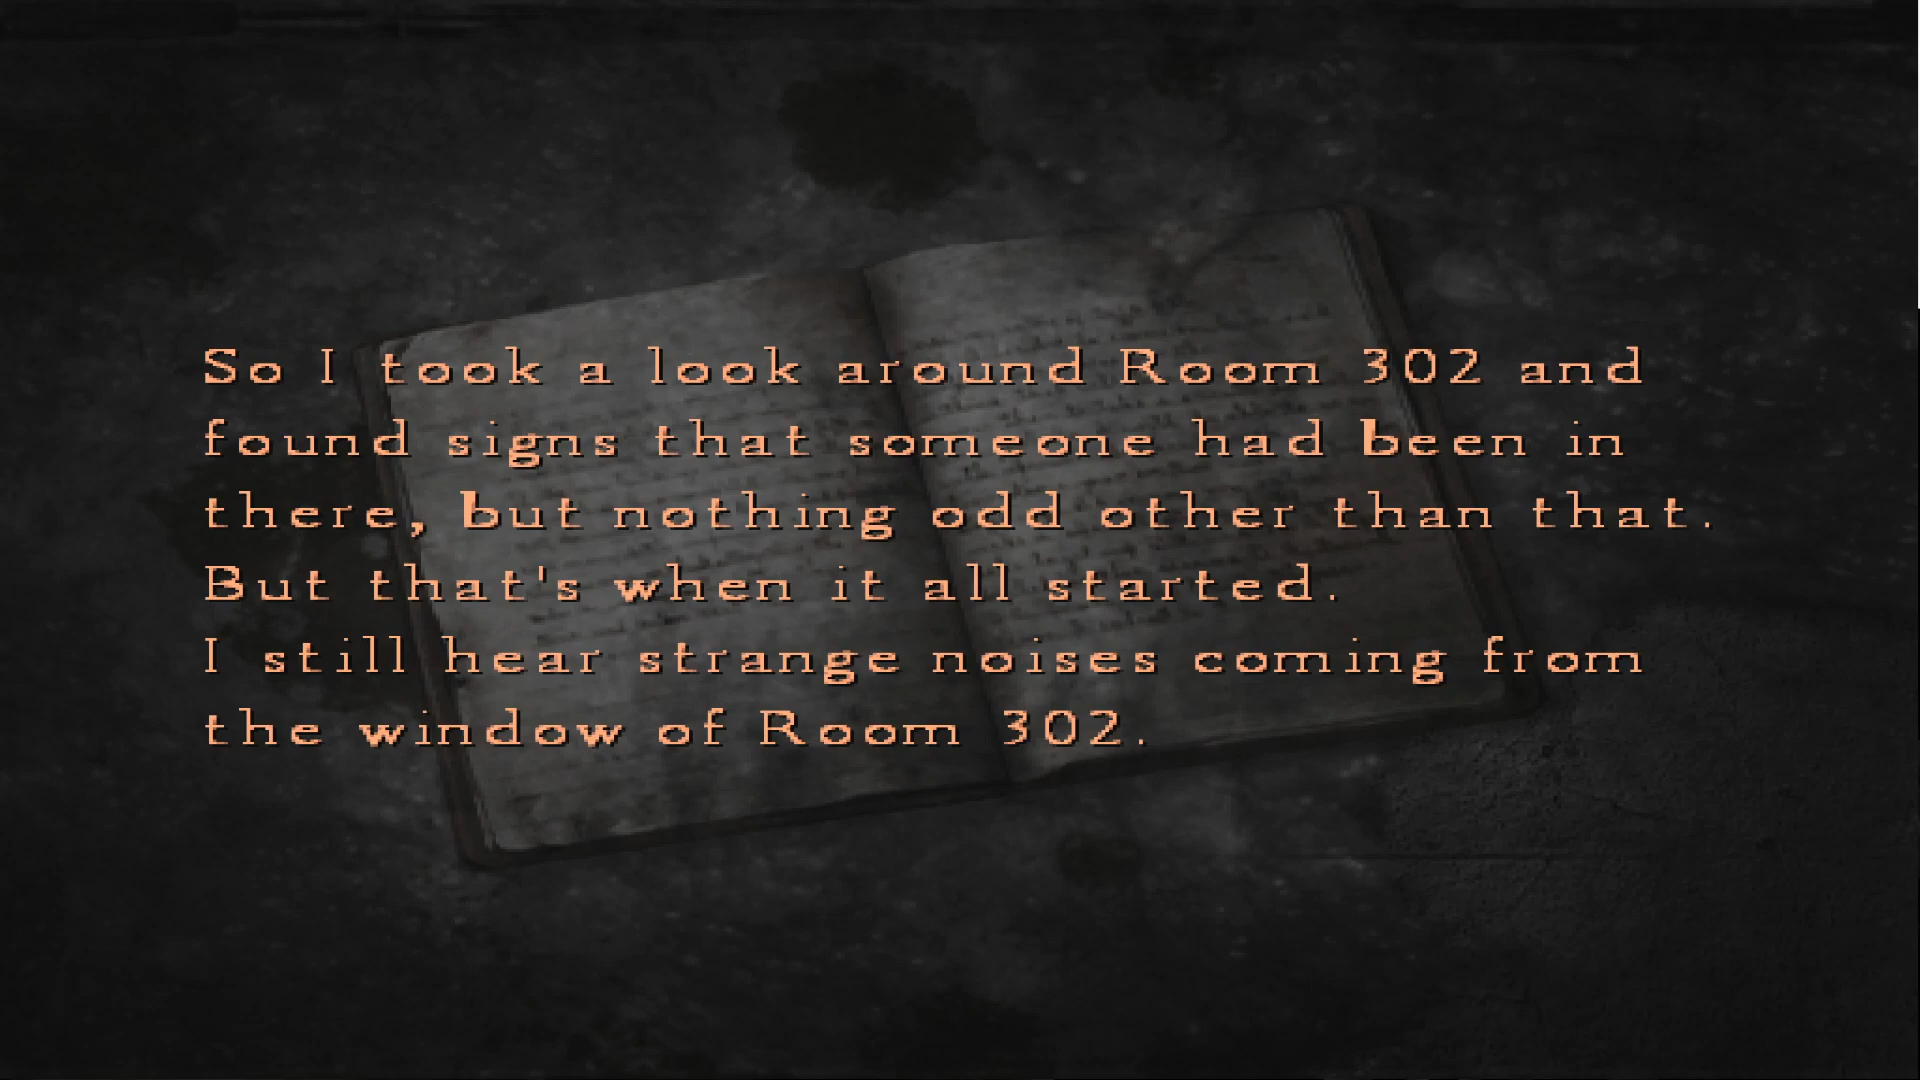 So I took a look around Room 302 and
found signs that someone had been in
there, but nothing odd other than that.
But that's when it all started.
I still hear strange noises coming from
the window of Room 302.